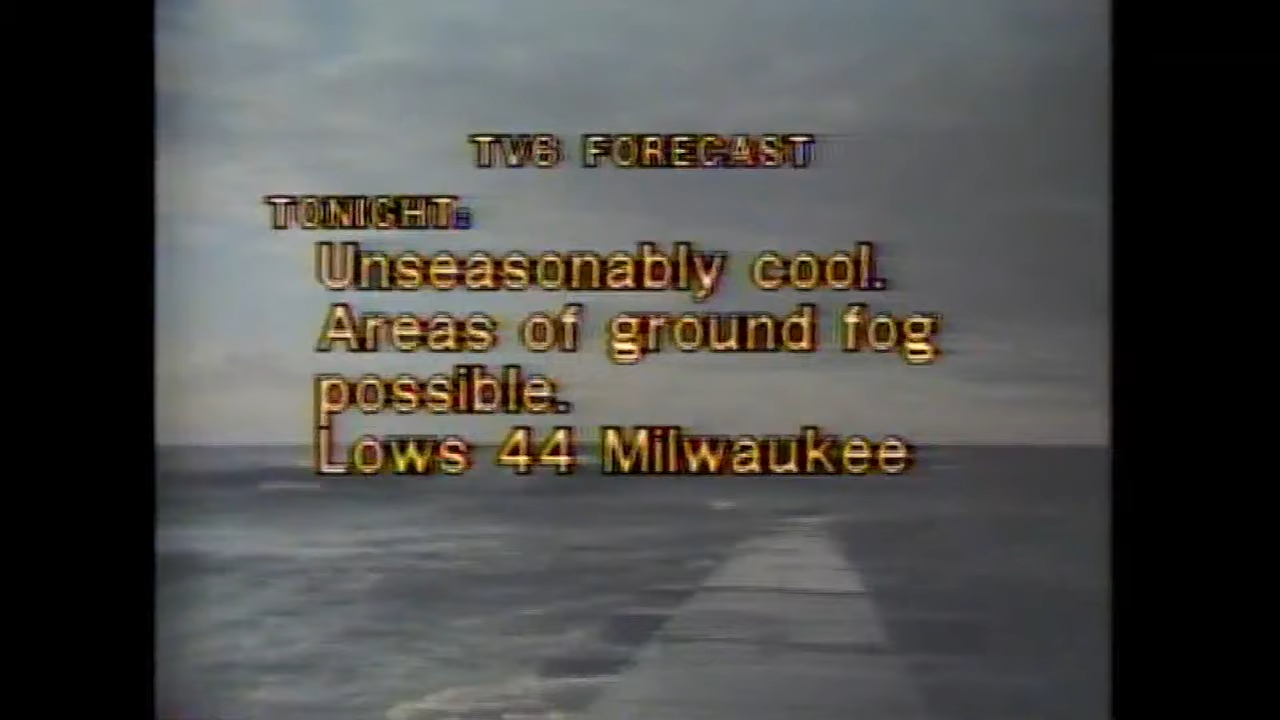 TV6 FORECAST
TONIGHT:
Unseasonably cool.
Areas of ground fog
possible.
Lows 44 Milwaukee